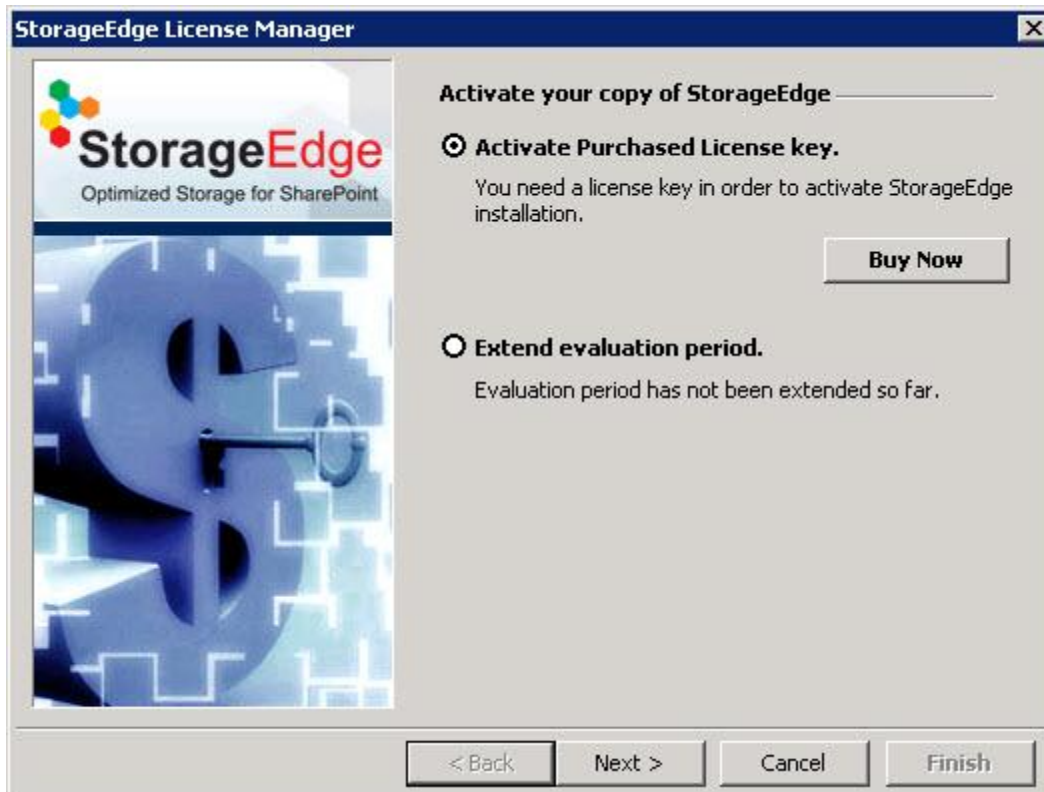 StorageEdge License Manager
StorageEdge
Optimized Storage for SharePoint
Activate your copy of StorageEdge
Activate Purchased License key.
You need a license key in order to activate StorageEdge
installation.
Buy Now
Extend evaluation period.
Evaluation period has not been extended so far.
< Back
Next >
Cancel
Finish